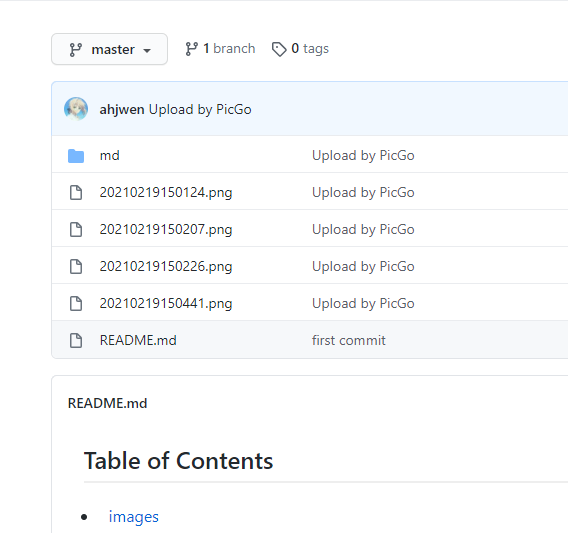 master 1 branch 0 tags
ahjwen Upload by PicGo
md Upload by PicGo
20210219150124.png Upload by PicGo
20210219150207.png Upload by PicGo
20210219150226.png Upload by PicGo
20210219150441.png Upload by PicGo
README.md first commit
README.md
Table of Contents
images